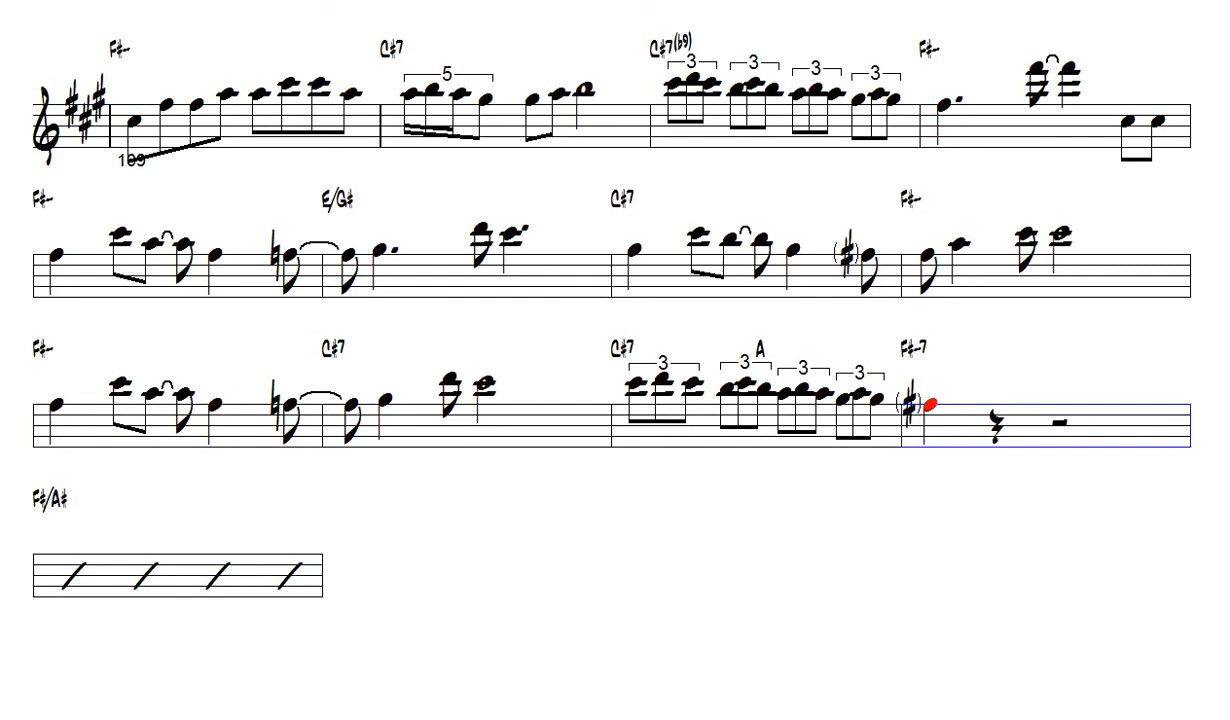 F#- C#7 C#7(b9) F#-
5 3 3 3 3
109
F#- E/G# C#7 F#-
F#- C#7 C#7 A F#-7
3 3 3 3
F#/A#